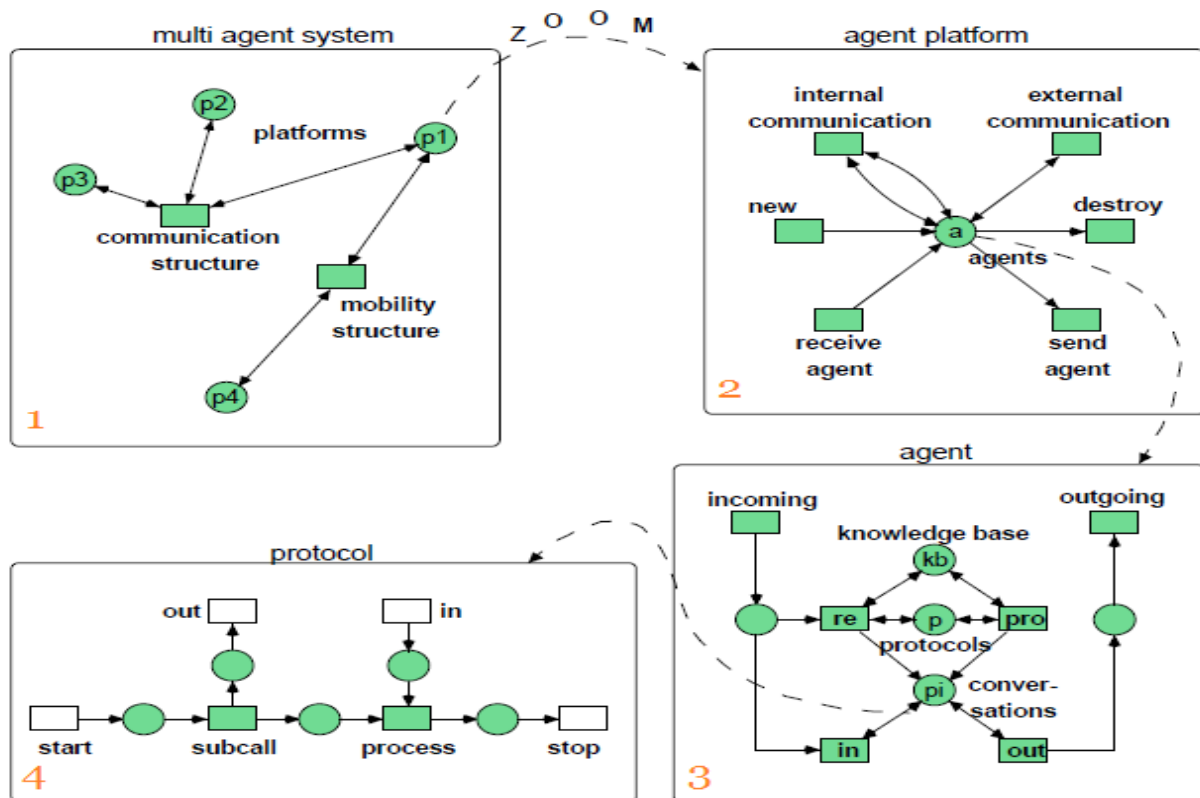 multi agent system
Z O O M
agent platform
p2
platforms
p1
p3
communication
structure
mobility
structure
p4
1
internal
communication
external
communication
new
destroy
a
agents
receive
agent
send
agent
2
agent
incoming
outgoing
knowledge base
kb
re
p
pro
protocols
pi
conver-
sations
in
out
3
protocol
out
in
start
subcall
process
stop
4